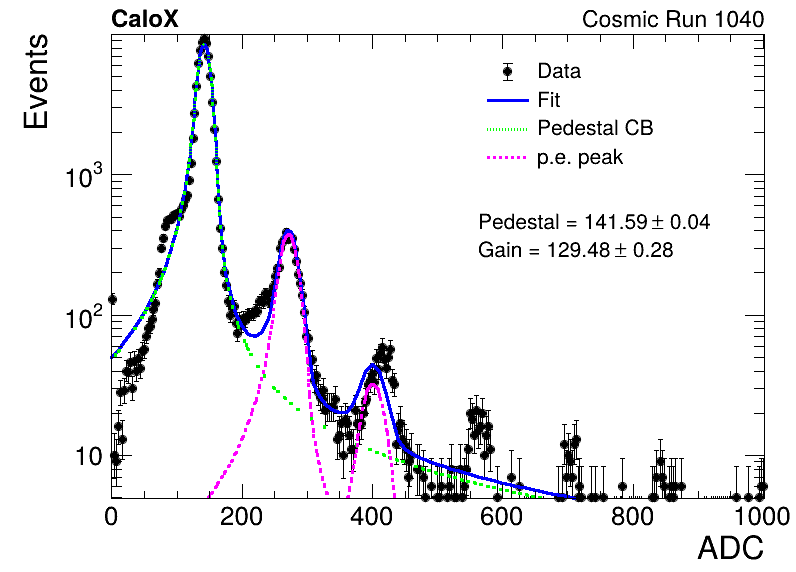 CaloX
Cosmic Run 1040
Events
Data
Fit
Pedestal CB
p.e. peak
Pedestal = 141.59 ± 0.04
Gain = 129.48 ± 0.28
10³
10²
10
0 200 400 600 800 1000
ADC